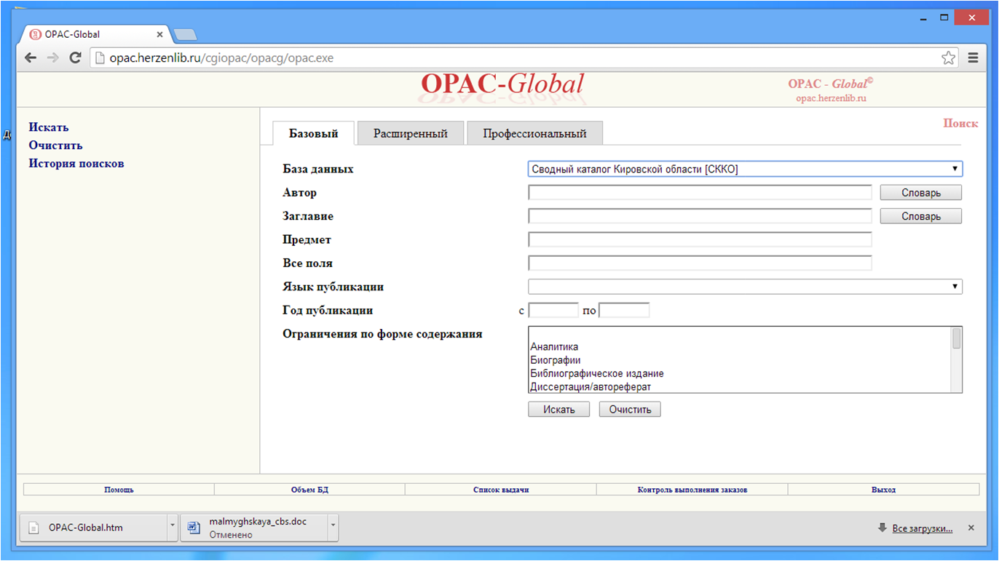 OPAC-Global
opac.herzenlib.ru/cgiopac/opacg/opac.exe
OPAC-Global
OPAC - Global©
opac.herzenlib.ru
Искать
Очистить
История поисков
Д
Поиск
Базовый Расширенный Профессиональный
База данных Сводный каталог Кировской области [СККО]
Автор Словарь
Заглавие Словарь
Предмет
Все поля
Язык публикации
Год публикации с по
Ограничения по форме содержания
Аналитика
Биографии
Библиографическое издание
Диссертация/автореферат
Искать Очистить
Помощь Объем БД Список выдачи Контроль выполнения заказов Выход
OPAC-Global.htm
malmyghskaya_cbs.doc
Отменено
Все загрузки...